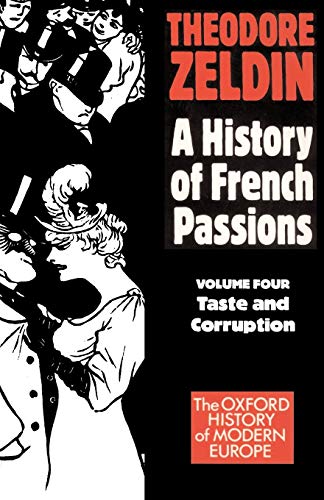 THEODORE
ZELDIN
A History
of French
Passions
VOLUME FOUR
Taste and
Corruption
The OXFORD
HISTORY
of MODERN
EUROPE